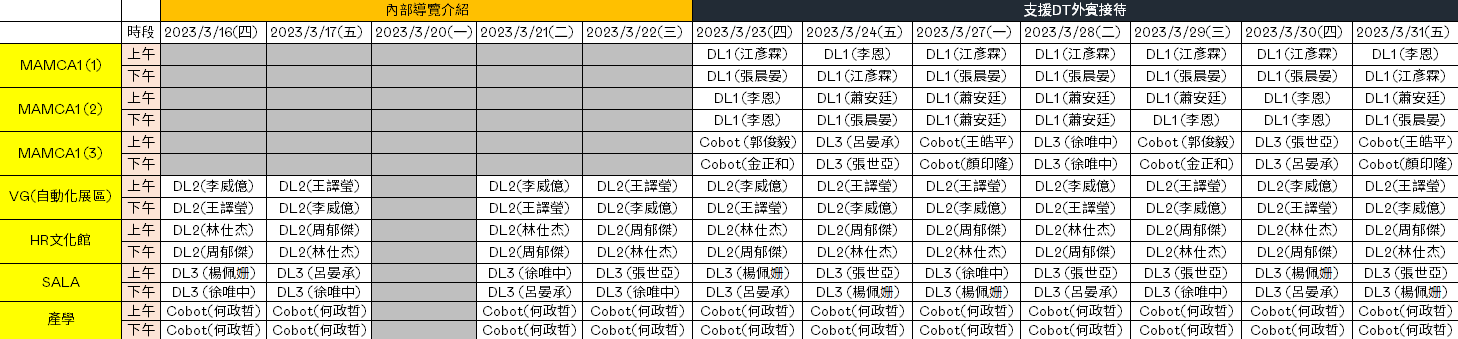 內部導覽介紹 支援DT外賓接待
時段 2023/3/16(四) 2023/3/17(五) 2023/3/20(一) 2023/3/21(二) 2023/3/22(三) 2023/3/23(四) 2023/3/24(五) 2023/3/27(一) 2023/3/28(二) 2023/3/29(三) 2023/3/30(四) 2023/3/31(五)
MAMCA1(1) 上午 DL1(江彥霖) DL1(李恩) DL1(江彥霖) DL1(江彥霖) DL1(江彥霖) DL1(江彥霖) DL1(李恩)
下午 DL1(張晨晏) DL1(江彥霖) DL1(張晨晏) DL1(張晨晏) DL1(張晨晏) DL1(張晨晏) DL1(江彥霖)
MAMCA1(2) 上午 DL1(李恩) DL1(蕭安廷) DL1(蕭安廷) DL1(蕭安廷) DL1(李恩) DL1(李恩) DL1(蕭安廷)
下午 DL1(李恩) DL1(張晨晏) DL1(蕭安廷) DL1(蕭安廷) DL1(李恩) DL1(李恩) DL1(張晨晏)
MAMCA1(3) 上午 Cobot (郭俊毅) DL3 (呂晏承) Cobot(王皓平) DL3 (徐唯中) Cobot (郭俊毅) DL3 (張世亞) Cobot(王皓平)
下午 Cobot(金正和) DL3 (張世亞) Cobot(顏印隆) DL3 (徐唯中) Cobot(金正和) DL3 (呂晏承) Cobot(顏印隆)
VG(自動化展區) 上午 DL2(李威億) DL2(王譯瑩) DL2(李威億) DL2(王譯瑩) DL2(王譯瑩) DL2(李威億) DL2(王譯瑩) DL2(李威億) DL2(王譯瑩) DL2(李威億) DL2(王譯瑩)
下午 DL2(王譯瑩) DL2(李威億) DL2(王譯瑩) DL2(李威億) DL2(李威億) DL2(王譯瑩) DL2(李威億) DL2(王譯瑩) DL2(李威億) DL2(王譯瑩) DL2(李威億)
HR文化館 上午 DL2(林仕杰) DL2(周郁傑) DL2(林仕杰) DL2(周郁傑) DL2(林仕杰) DL2(周郁傑) DL2(林仕杰) DL2(周郁傑) DL2(林仕杰) DL2(周郁傑) DL2(林仕杰)
下午 DL2(周郁傑) DL2(林仕杰) DL2(周郁傑) DL2(林仕杰) DL2(周郁傑) DL2(林仕杰) DL2(周郁傑) DL2(林仕杰) DL2(周郁傑) DL2(林仕杰) DL2(周郁傑)
SALA 上午 DL3 (楊佩姍) DL3 (呂晏承) DL3 (徐唯中) DL3 (張世亞) DL3 (楊佩姍) DL3 (張世亞) DL3 (徐唯中) DL3 (張世亞) DL3 (張世亞) DL3 (楊佩姍) DL3 (張世亞)
下午 DL3 (徐唯中) DL3 (徐唯中) DL3 (呂晏承) DL3 (徐唯中) DL3 (呂晏承) DL3 (楊佩姍) DL3 (楊佩姍) DL3 (呂晏承) DL3 (徐唯中) DL3 (呂晏承) DL3 (楊佩姍)
產學 上午 Cobot(何政哲) Cobot(何政哲) Cobot(何政哲) Cobot(何政哲) Cobot(何政哲) Cobot(何政哲) Cobot(何政哲) Cobot(何政哲) Cobot(何政哲) Cobot(何政哲) Cobot(何政哲)
下午 Cobot(何政哲) Cobot(何政哲) Cobot(何政哲) Cobot(何政哲) Cobot(何政哲) Cobot(何政哲) Cobot(何政哲) Cobot(何政哲) Cobot(何政哲) Cobot(何政哲) Cobot(何政哲)